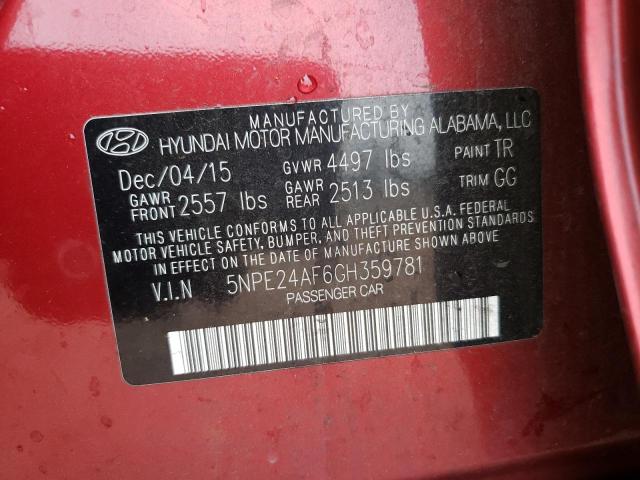 MANUFACTURED BY
HYUNDAI MOTOR MANUFACTURING ALABAMA, LLC
Dec/04/15 GVWR 4497 lbs PAINT TR
GAWR FRONT 2557 lbs GAWR REAR 2513 lbs TRIM GG
THIS VEHICLE CONFORMS TO ALL APPLICABLE U.S.A. FEDERAL
MOTOR VEHICLE SAFETY, BUMPER, AND THEFT PREVENTION STANDARDS
IN EFFECT ON THE DATE OF MANUFACTURE SHOWN ABOVE
V.I.N 5NPE24AF6GH359781
PASSENGER CAR